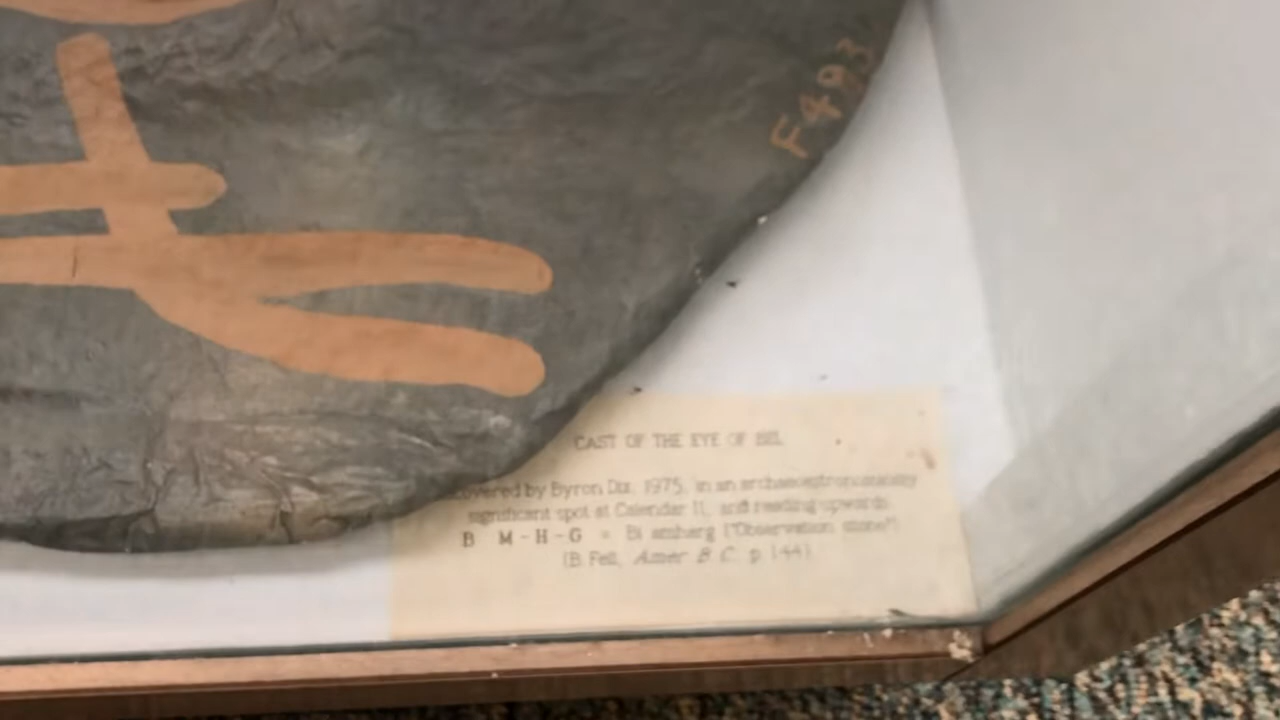 F493
CAST OF THE EYE OF BEL
covered by Byron Dix, 1975, in an archaeoastronomically
significant spot at Calendar II, and reading upwards
B M-H-G = Bi amharg ("Observation stone")
(B. Fell, Amer B.C. p.144)